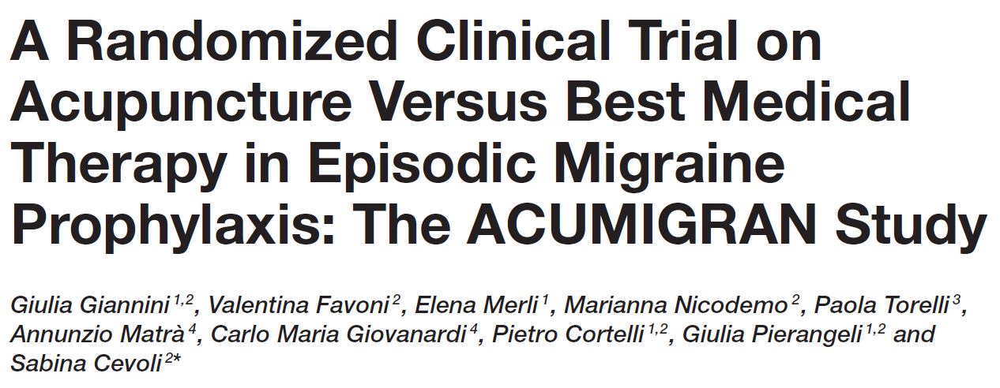 A Randomized Clinical Trial on
Acupuncture Versus Best Medical
Therapy in Episodic Migraine
Prophylaxis: The ACUMIGRAN Study
Giulia Giannini 1,2, Valentina Favoni 2, Elena Merli 1, Marianna Nicodemo 2, Paola Torelli 3,
Annunzio Matrà 4, Carlo Maria Giovanardi 4, Pietro Cortelli 1,2, Giulia Pierangeli 1,2 and
Sabina Cevoli 2*